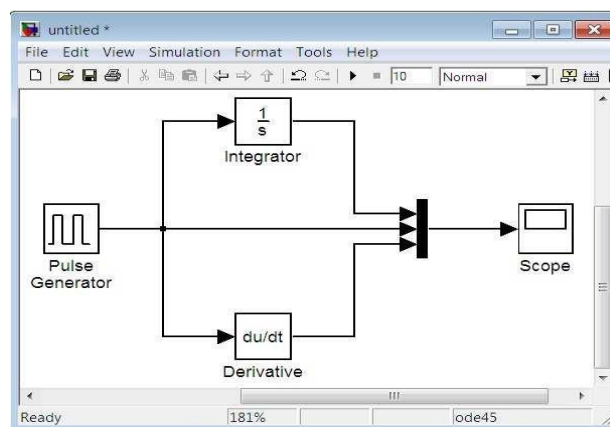 untitled *
File Edit View Simulation Format Tools Help
10 Normal
1
s
Integrator
Pulse
Generator
Scope
du/dt
Derivative
Ready 181% ode45